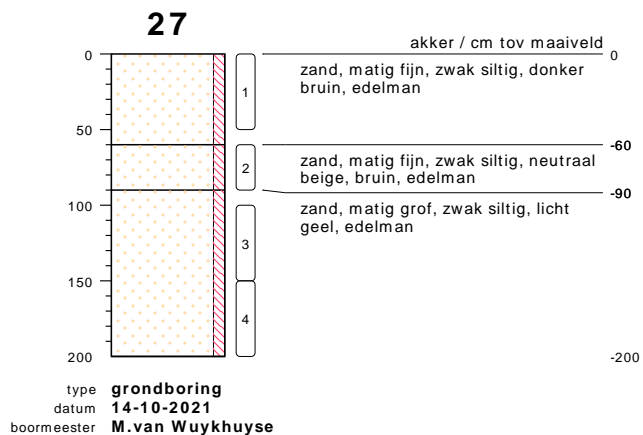 27
akker / cm tov maaiveld
0
0
zand, matig fijn, zwak siltig, donker
bruin, edelman
1
50
-60
zand, matig fijn, zwak siltig, neutraal
beige, bruin, edelman
2
-90
100
zand, matig grof, zwak siltig, licht
geel, edelman
3
150
4
200
-200
type grondboring
datum 14-10-2021
boormeester M.van Wuykhuyse